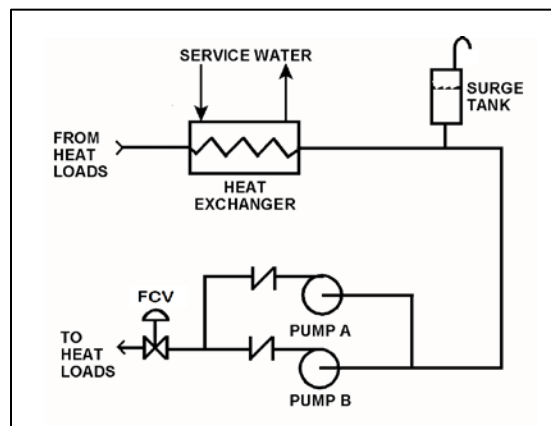 SERVICE WATER
SURGE
TANK
FROM
HEAT
LOADS
HEAT
EXCHANGER
FCV
PUMP A
TO
HEAT
LOADS
PUMP B